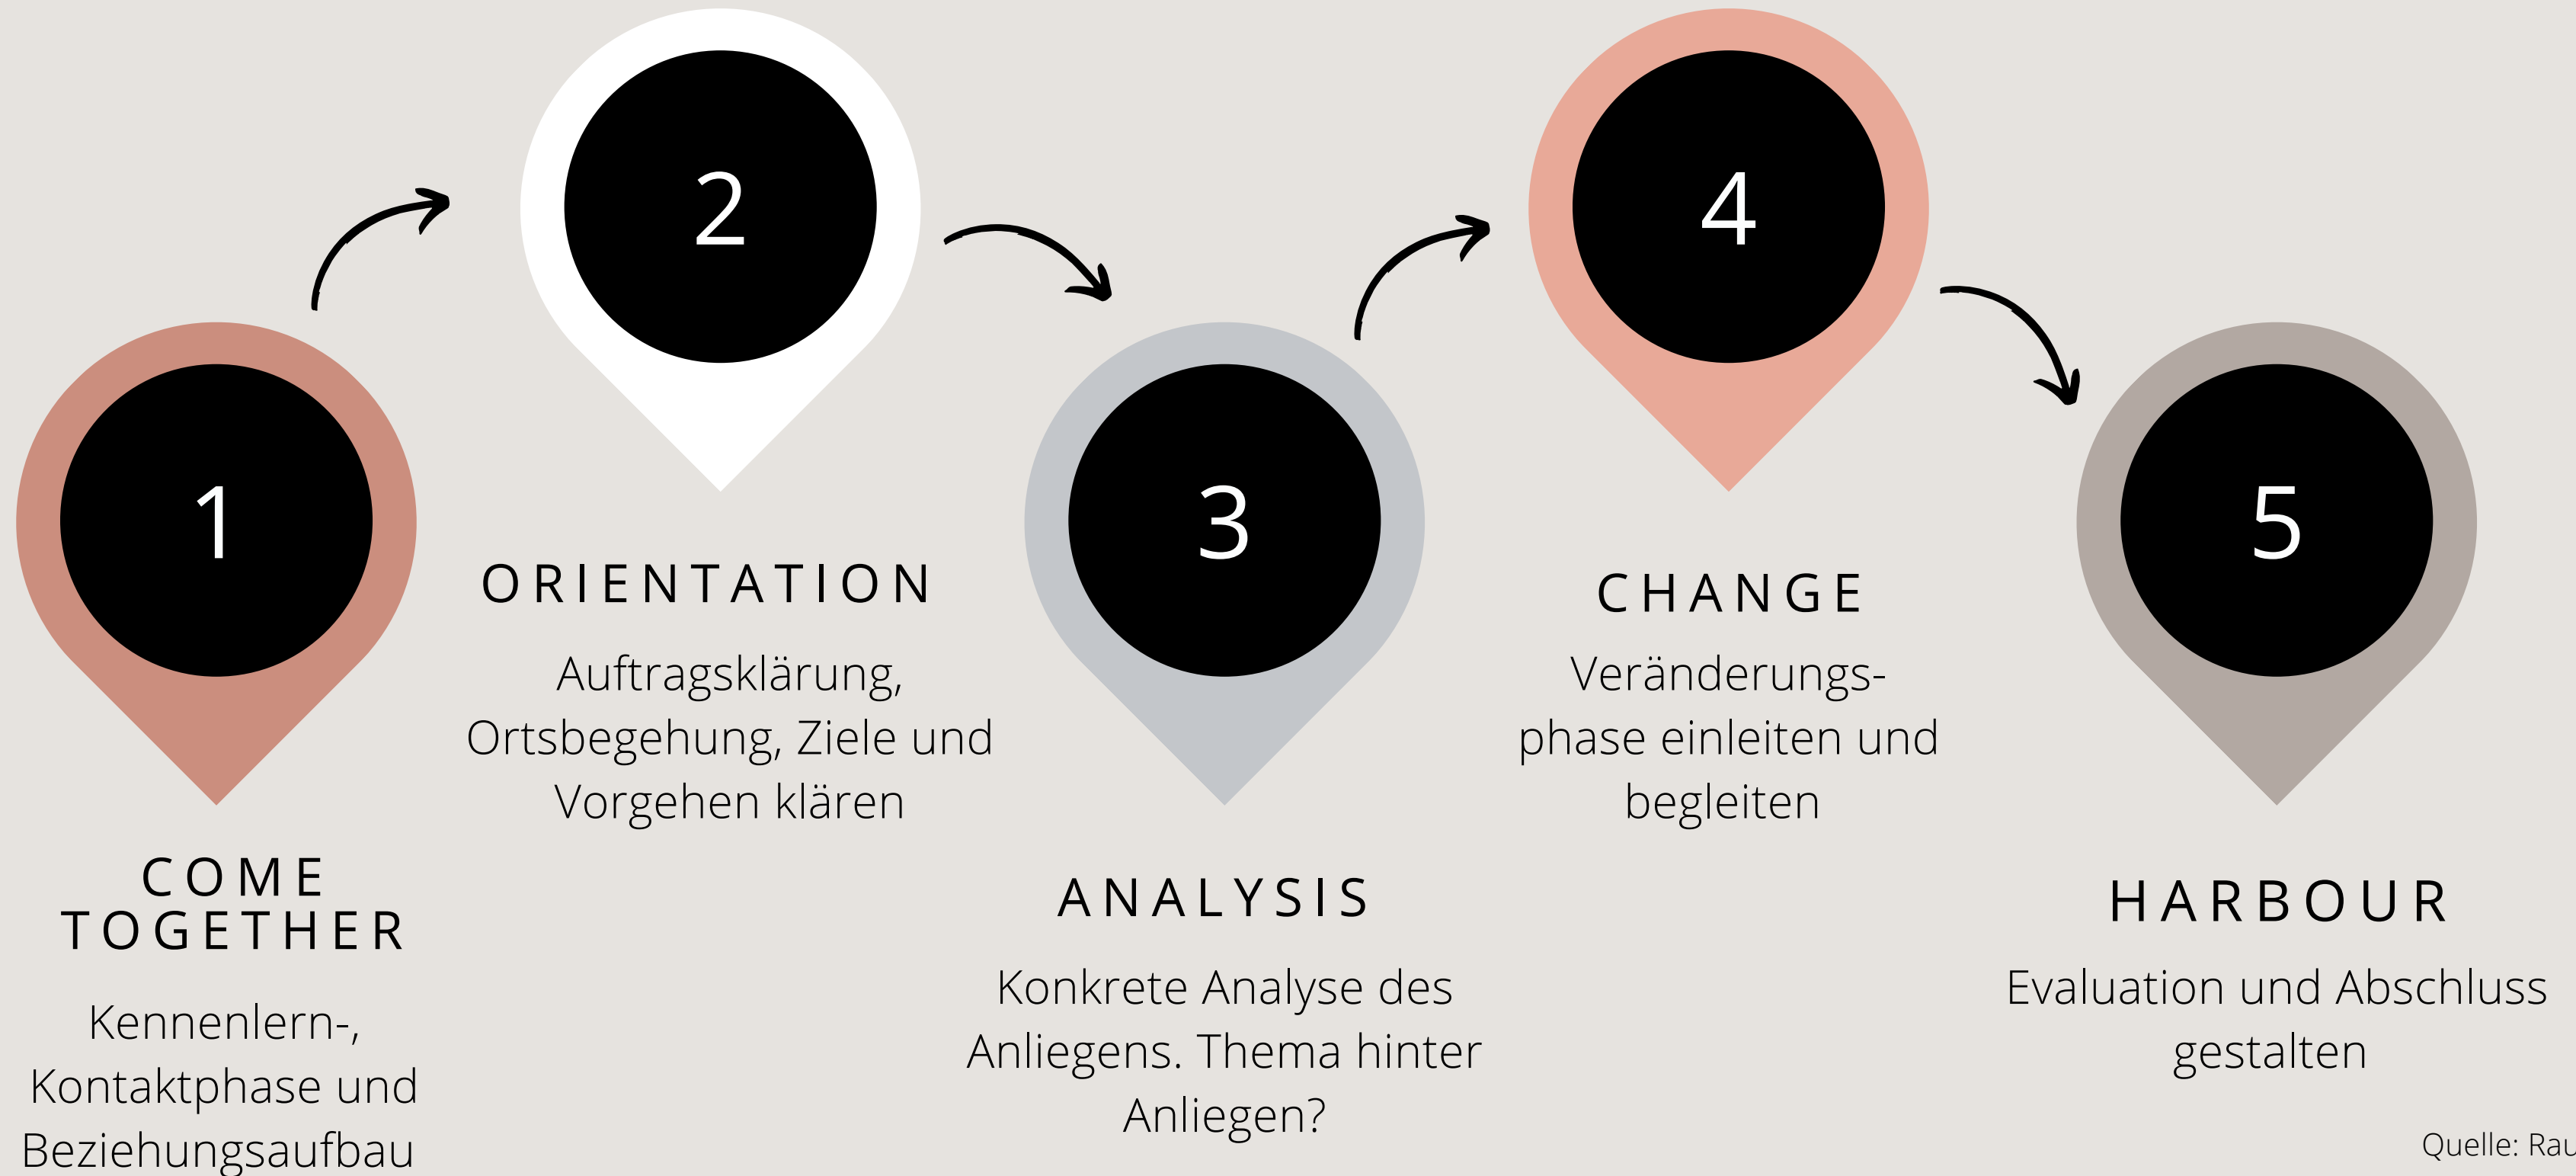 1
COME
TOGETHER
Kennenlern-,
Kontaktphase und
Beziehungsaufbau
2
ORIENTATION
Auftragsklärung,
Ortsbegehung, Ziele und
Vorgehen klären
3
ANALYSIS
Konkrete Analyse des
Anliegens. Thema hinter
Anliegen?
4
CHANGE
Veränderungs-
phase einleiten und
begleiten
5
HARBOUR
Evaluation und Abschluss
gestalten
Quelle: